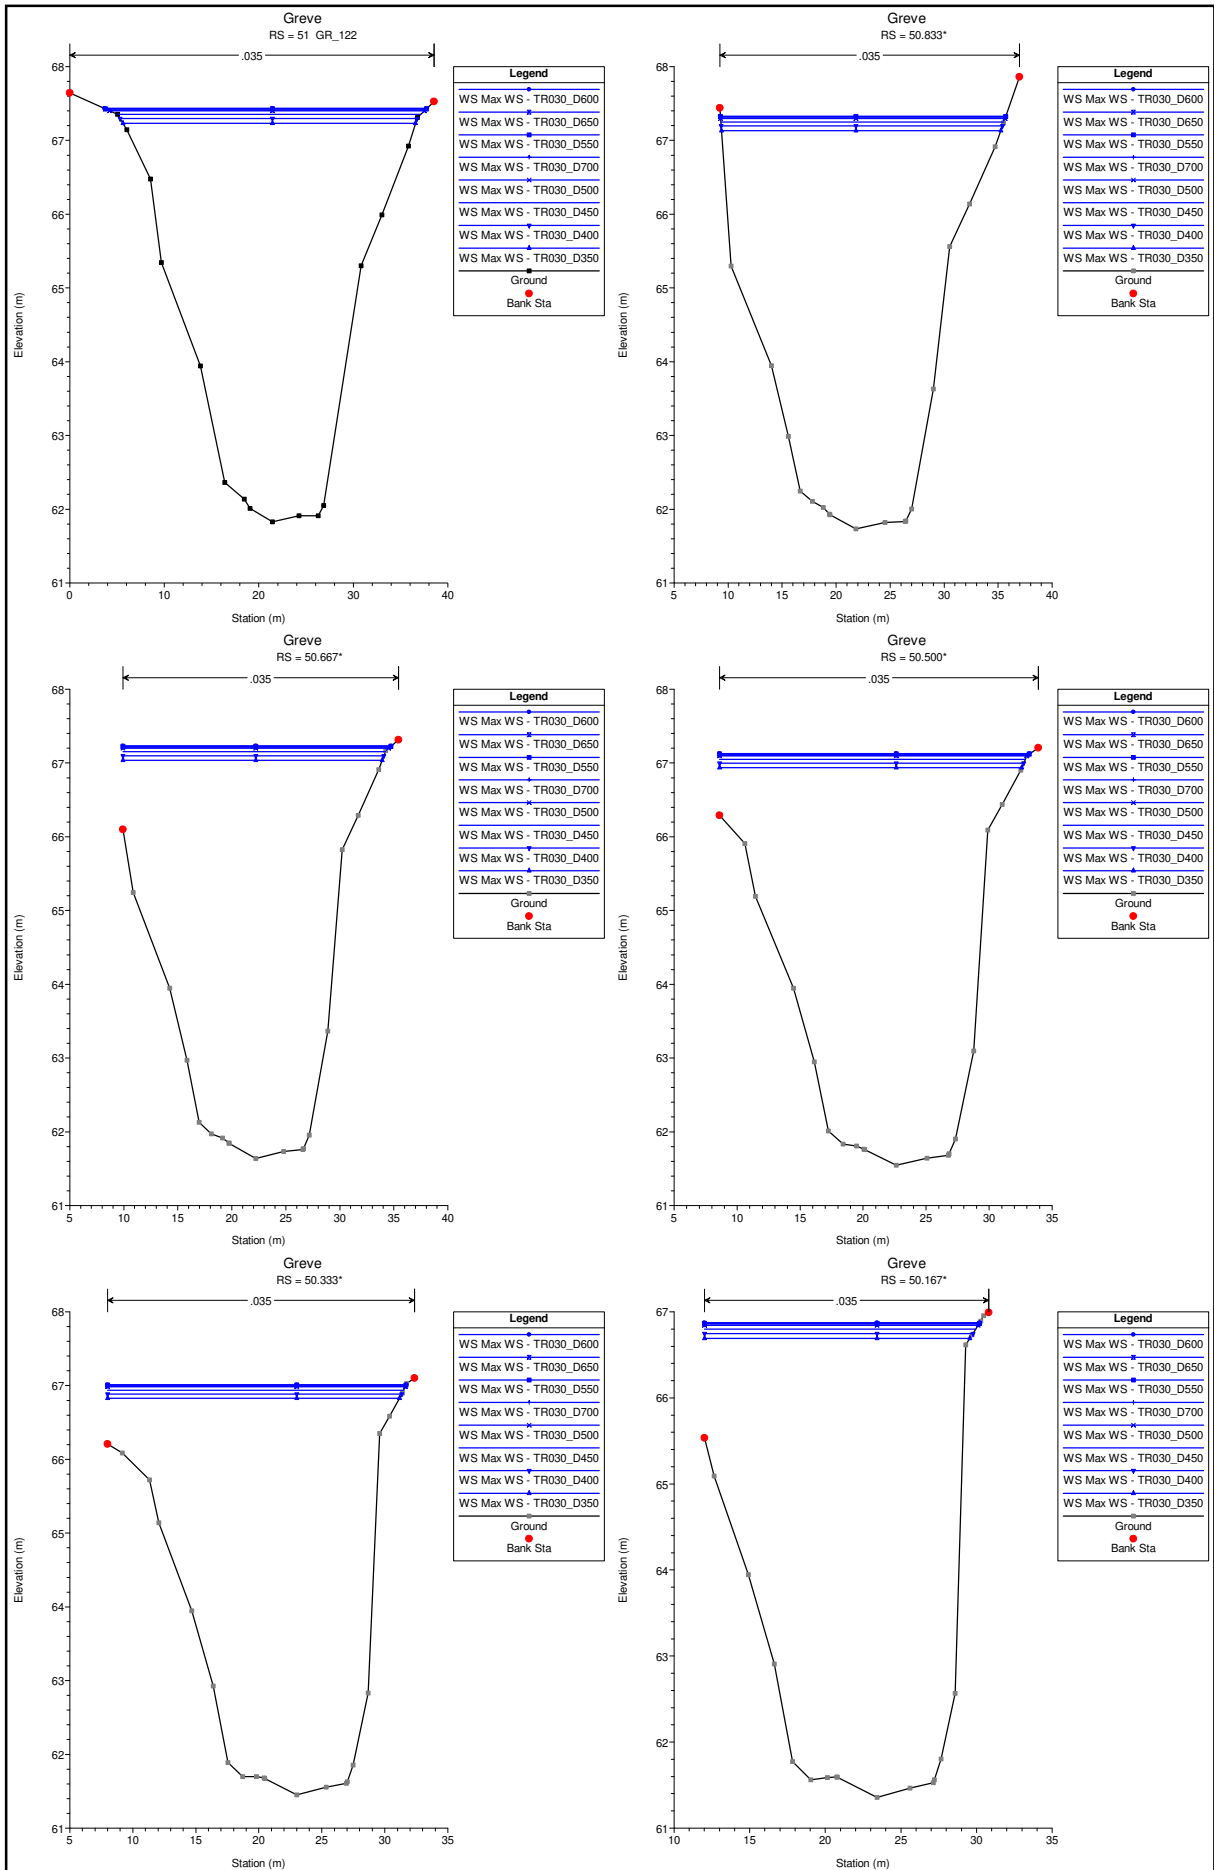 Greve
RS = 51 GR_122
.035
Legend
WS Max WS - TR030_D600
WS Max WS - TR030_D650
WS Max WS - TR030_D550
WS Max WS - TR030_D700
WS Max WS - TR030_D500
WS Max WS - TR030_D450
WS Max WS - TR030_D400
WS Max WS - TR030_D350
Ground
Bank Sta
68
67
66
65
64
63
62
61
Elevation (m)
0 10 20 30 40
Station (m)
Greve
RS = 50.833*
.035
Legend
WS Max WS - TR030_D600
WS Max WS - TR030_D650
WS Max WS - TR030_D550
WS Max WS - TR030_D700
WS Max WS - TR030_D500
WS Max WS - TR030_D450
WS Max WS - TR030_D400
WS Max WS - TR030_D350
Ground
Bank Sta
68
67
66
65
64
63
62
61
Elevation (m)
5 10 15 20 25 30 35 40
Station (m)
Greve
RS = 50.667*
.035
Legend
WS Max WS - TR030_D600
WS Max WS - TR030_D650
WS Max WS - TR030_D550
WS Max WS - TR030_D700
WS Max WS - TR030_D500
WS Max WS - TR030_D450
WS Max WS - TR030_D400
WS Max WS - TR030_D350
Ground
Bank Sta
68
67
66
65
64
63
62
61
Elevation (m)
5 10 15 20 25 30 35 40
Station (m)
Greve
RS = 50.500*
.035
Legend
WS Max WS - TR030_D600
WS Max WS - TR030_D650
WS Max WS - TR030_D550
WS Max WS - TR030_D700
WS Max WS - TR030_D500
WS Max WS - TR030_D450
WS Max WS - TR030_D400
WS Max WS - TR030_D350
Ground
Bank Sta
68
67
66
65
64
63
62
61
Elevation (m)
5 10 15 20 25 30 35
Station (m)
Greve
RS = 50.333*
.035
Legend
WS Max WS - TR030_D600
WS Max WS - TR030_D650
WS Max WS - TR030_D550
WS Max WS - TR030_D700
WS Max WS - TR030_D500
WS Max WS - TR030_D450
WS Max WS - TR030_D400
WS Max WS - TR030_D350
Ground
Bank Sta
68
67
66
65
64
63
62
61
Elevation (m)
5 10 15 20 25 30 35
Station (m)
Greve
RS = 50.167*
.035
Legend
WS Max WS - TR030_D600
WS Max WS - TR030_D650
WS Max WS - TR030_D550
WS Max WS - TR030_D700
WS Max WS - TR030_D500
WS Max WS - TR030_D450
WS Max WS - TR030_D400
WS Max WS - TR030_D350
Ground
Bank Sta
67
66
65
64
63
62
61
Elevation (m)
10 15 20 25 30 35
Station (m)